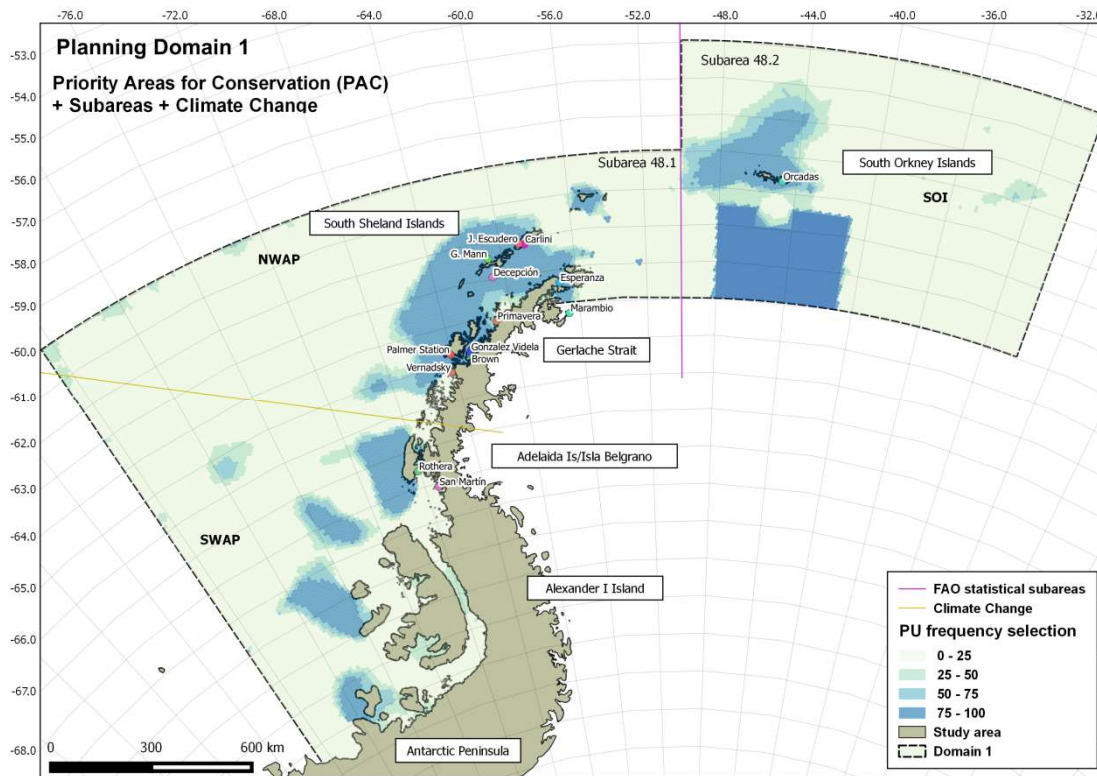 -76.0 -72.0 -68.0 -64.0 -60.0 -56.0 -52.0 -48.0 -44.0 -40.0 -36.0 -32.0
Planning Domain 1
Priority Areas for Conservation (PAC)
+ Subareas + Climate Change
-53.0
-54.0
-55.0
-56.0
-57.0
-58.0
-59.0
-60.0
-61.0
-62.0
-63.0
-64.0
-65.0
-66.0
-67.0
-68.0
Subarea 48.2
Subarea 48.1
South Orkney Islands
Orcadas
SOI
South Sheland Islands
NWAP
J. Escudero
Carlini
G. Mann
Decepción
Esperanza
Marambio
Primavera
Gerlache Strait
Palmer Station
Gonzalez Videla
Brown
Vernadsky
Adelaida Is/Isla Belgrano
Rothera
San Martín
SWAP
Alexander I Island
Antarctic Peninsula
0 300 600 km
FAO statistical subareas
Climate Change
PU frequency selection
0 - 25
25 - 50
50 - 75
75 - 100
Study area
Domain 1